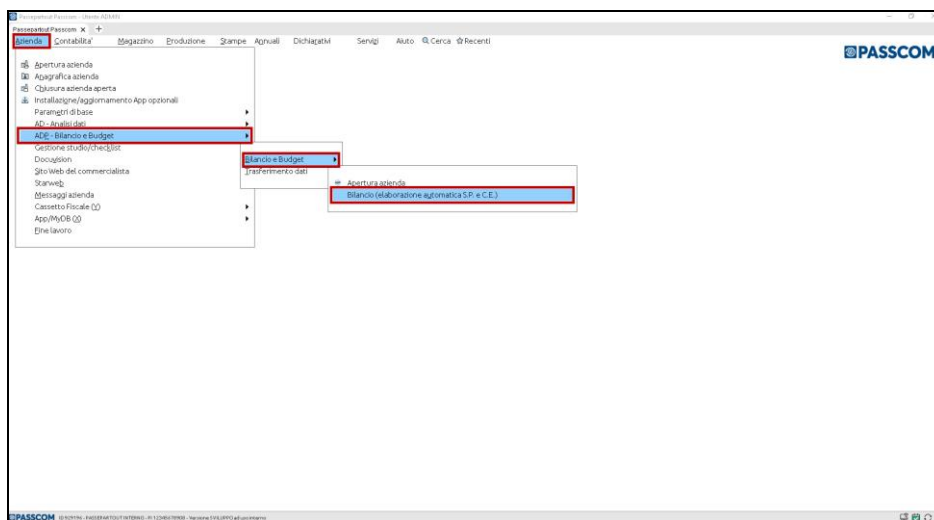 Passepartout Passcom - Utente ADMIN
Passepartout Passcom X +
Azienda Contabilita' Magazzino Produzione Stampe Annuali Dichiarativi Servizi Aiuto Cerca Recenti
PASSCOM
Apertura azienda
Anagrafica azienda
Chiusura azienda aperta
Installazione/aggiornamento App opzionali
Parametri di base
AD - Analisi dati
ADP - Bilancio e Budget
Gestione studio/checklist
Bilancio e Budget
Docuvision
Sito Web del commercialista
Trasferimento dati
Starweb
Apertura azienda
Messaggi azienda
Bilancio (elaborazione automatica S.P. e C.E.)
Cassetto Fiscale (Y)
App/MyDB (X)
Fine lavoro
PASSCOM